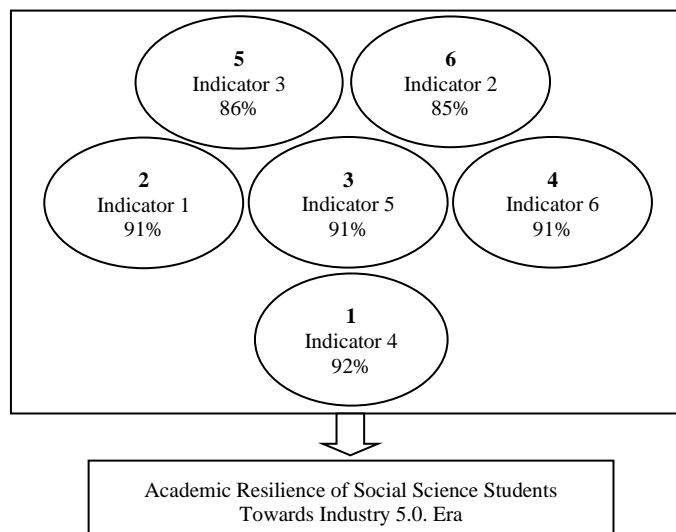 5
Indicator 3
86%
6
Indicator 2
85%
2
Indicator 1
91%
3
Indicator 5
91%
4
Indicator 6
91%
1
Indicator 4
92%
Academic Resilience of Social Science Students
Towards Industry 5.0. Era